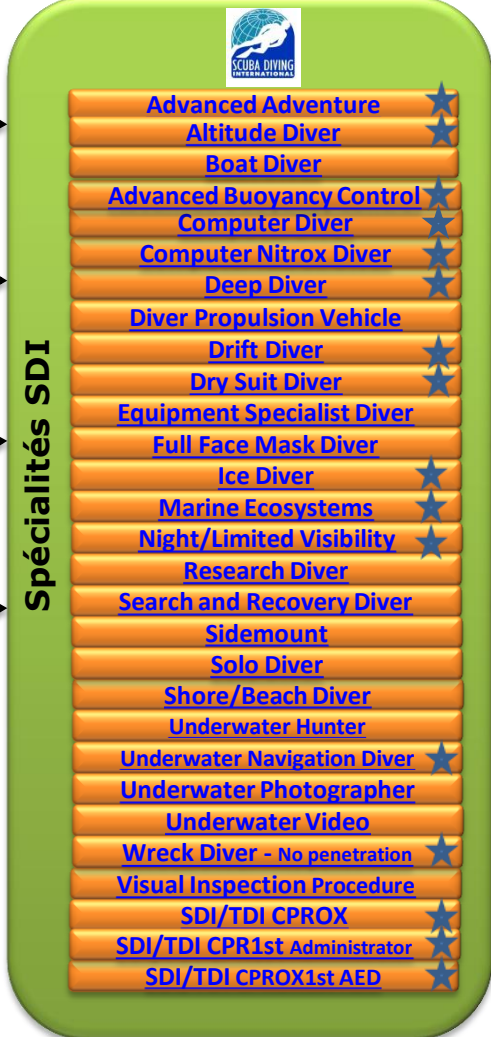 SCUBA DIVING
INTERNATIONAL
Spécialités SDI
Advanced Adventure
Altitude Diver
Boat Diver
Advanced Buoyancy Control
Computer Diver
Computer Nitrox Diver
Deep Diver
Diver Propulsion Vehicle
Drift Diver
Dry Suit Diver
Equipment Specialist Diver
Full Face Mask Diver
Ice Diver
Marine Ecosystems
Night/Limited Visibility
Research Diver
Search and Recovery Diver
Sidemount
Solo Diver
Shore/Beach Diver
Underwater Hunter
Underwater Navigation Diver
Underwater Photographer
Underwater Video
Wreck Diver - No penetration
Visual Inspection Procedure
SDI/TDI CPROX
SDI/TDI CPR1st Administrator
SDI/TDI CPROX1st AED